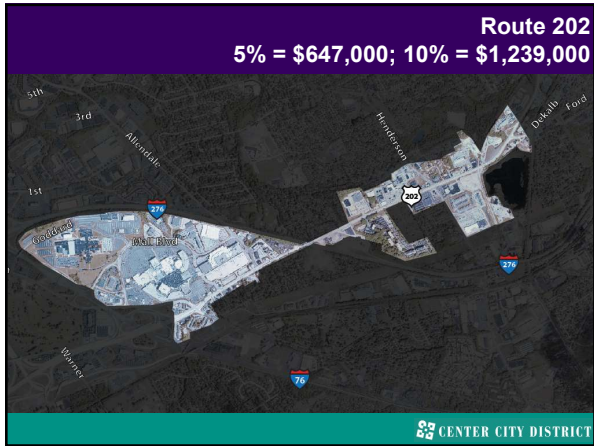 Route 202
5% = $647,000; 10% = $1,239,000
5th
3rd
Allendale
Henderson
Dekalb
Ford
1st
276
202
Goddard
Mall Blvd
276
Warner
76
CENTER CITY DISTRICT